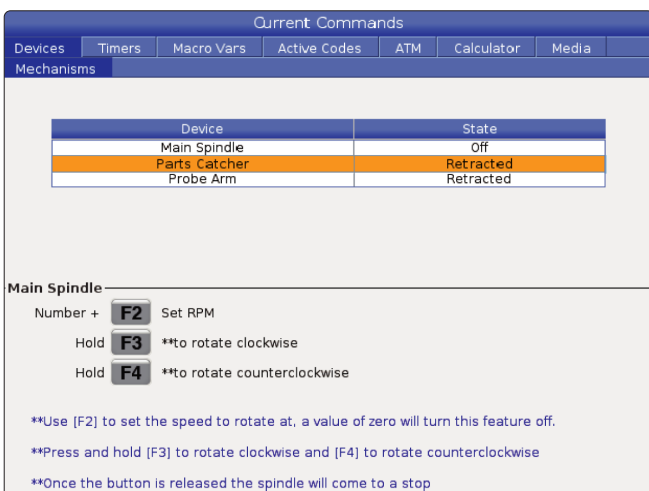 Current Commands
Devices Timers Macro Vars Active Codes ATM Calculator Media
Mechanisms
Device State
Main Spindle Off
Parts Catcher Retracted
Probe Arm Retracted
Main Spindle
Number + F2 Set RPM
Hold F3 **to rotate clockwise
Hold F4 **to rotate counterclockwise
**Use [F2] to set the speed to rotate at, a value of zero will turn this feature off.
**Press and hold [F3] to rotate clockwise and [F4] to rotate counterclockwise
**Once the button is released the spindle will come to a stop